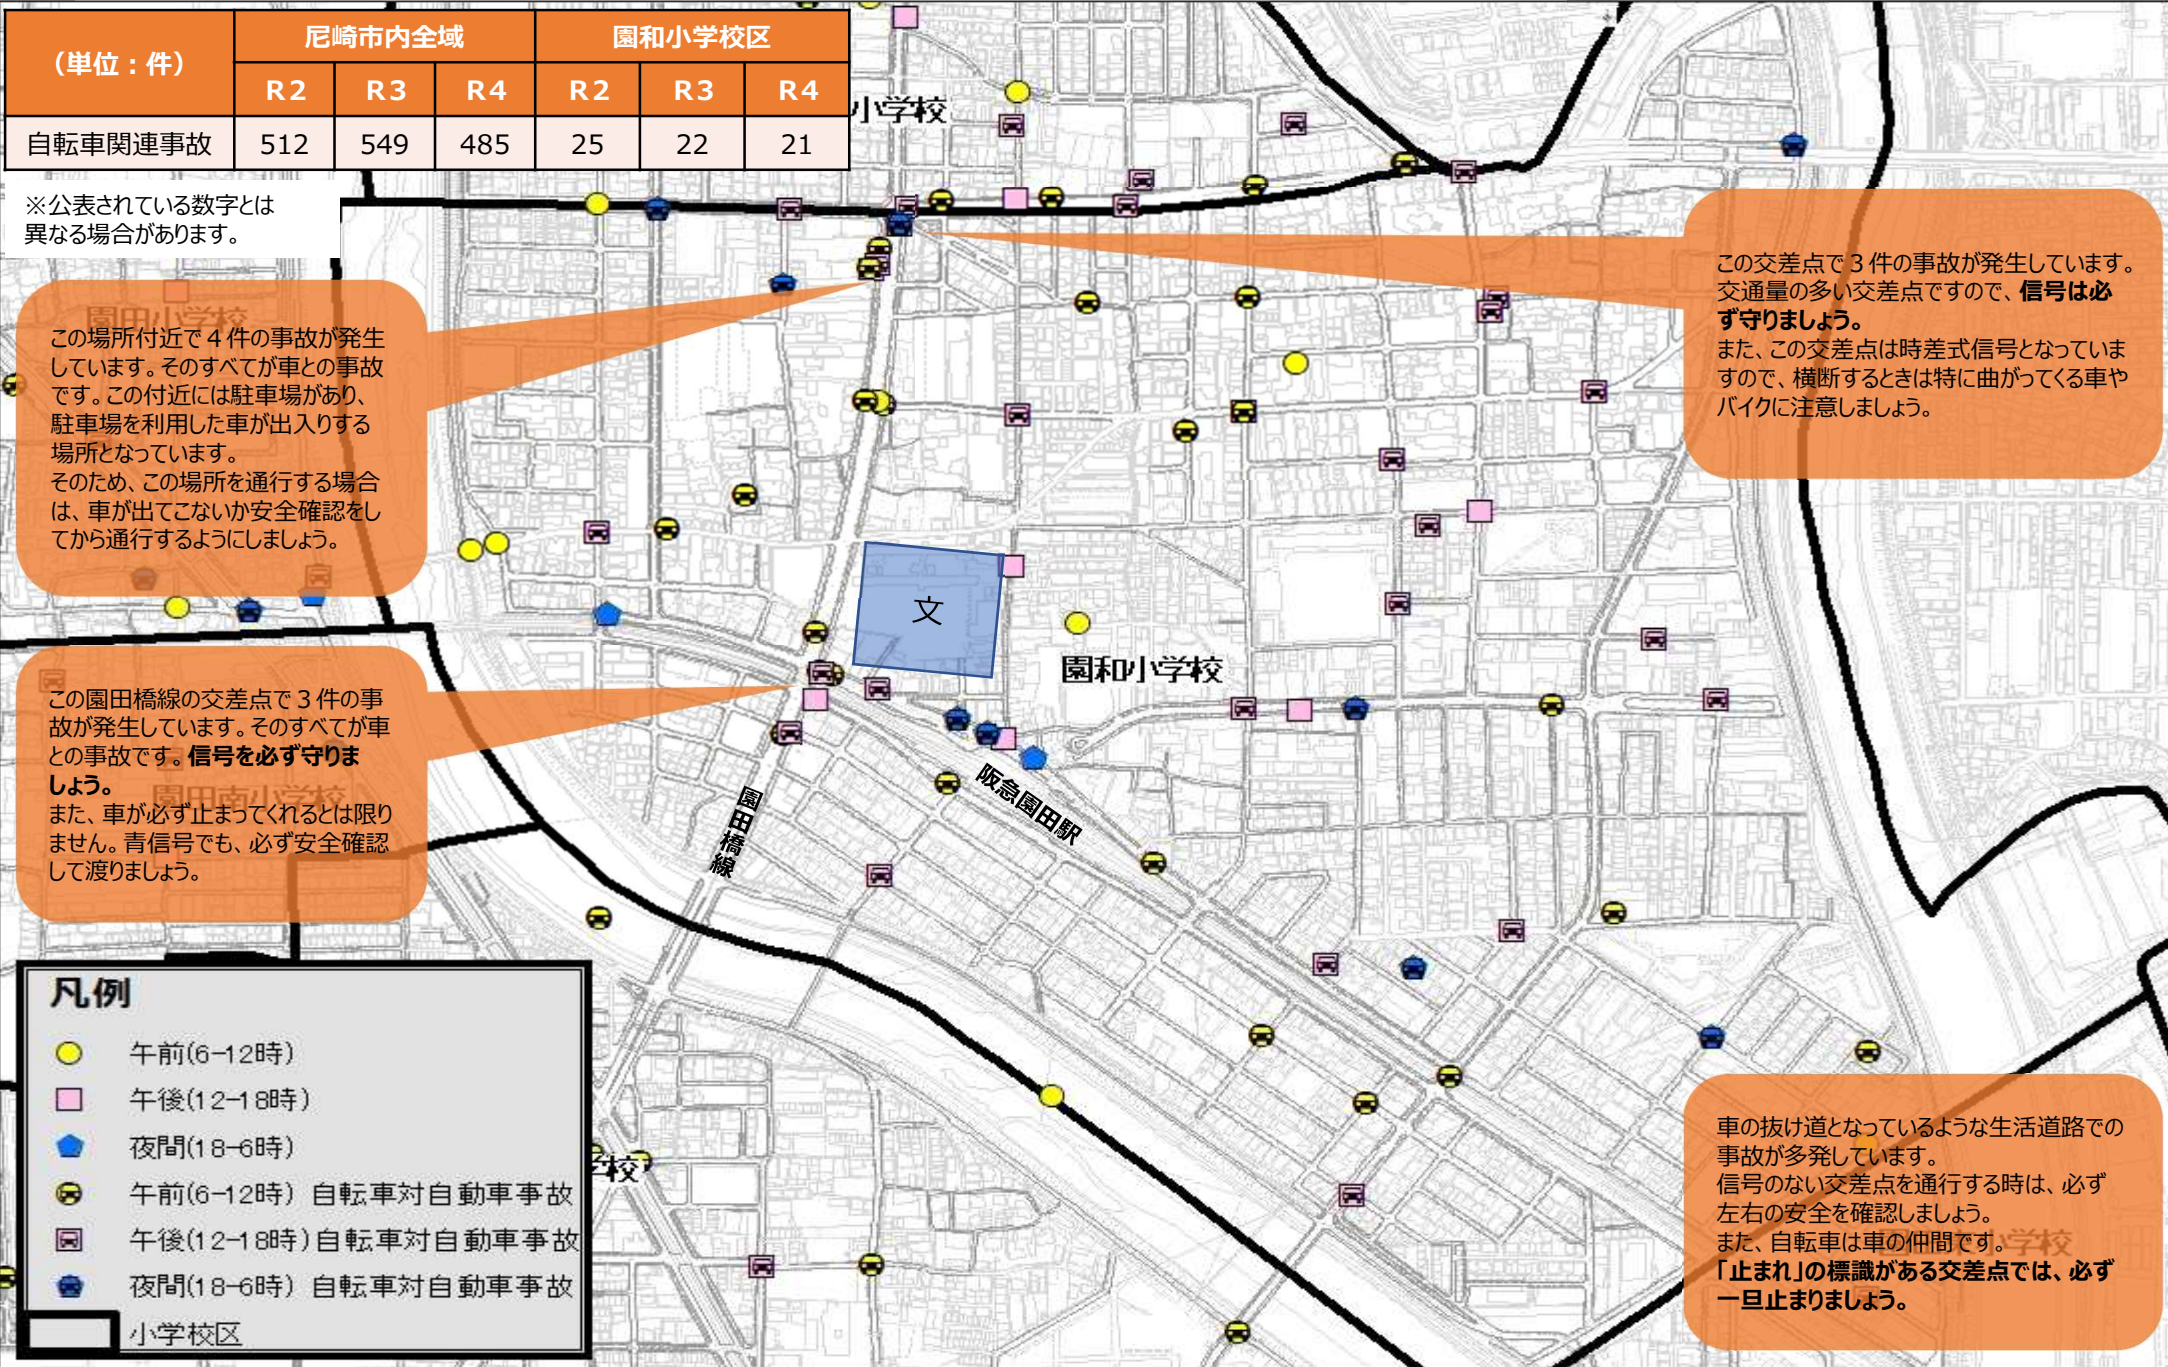 （単位：件）
尼崎市内全域
園和小学校区
R2
R3
R4
R2
R3
R4
自転車関連事故
512
549
485
25
22
21
※公表されている数字とは
異なる場合があります。
小学校
園田小学校
この場所付近で４件の事故が発生
しています。そのすべてが車との事故
です。この付近には駐車場があり、
駐車場を利用した車が出入りする
場所となっています。
そのため、この場所を通行する場合
は、車が出てこないか安全確認をし
てから通行するようにしましょう。
この交差点で３件の事故が発生しています。
交通量の多い交差点ですので、信号は必
ず守りましょう。
また、この交差点は時差式信号となっていま
すので、横断するときは特に曲がってくる車や
バイクに注意しましょう。
文
園和小学校
この園田橋線の交差点で３件の事
故が発生しています。そのすべてが車
との事故です。信号を必ず守りま
しょう。
また、車が必ず止まってくれるとは限り
ません。青信号でも、必ず安全確認
して渡りましょう。
園田南小学校
園田橋線
阪急園田駅
凡例
午前(6-12時)
午後(12-18時)
夜間(18-6時)
午前(6-12時) 自転車対自動車事故
午後(12-18時)自転車対自動車事故
夜間(18-6時) 自転車対自動車事故
小学校区
学校
車の抜け道となっているような生活道路での
事故が多発しています。
信号のない交差点を通行する時は、必ず
左右の安全を確認しましょう。
また、自転車は車の仲間です。
「止まれ」の標識がある交差点では、必ず
一旦止まりましょう。
小学校